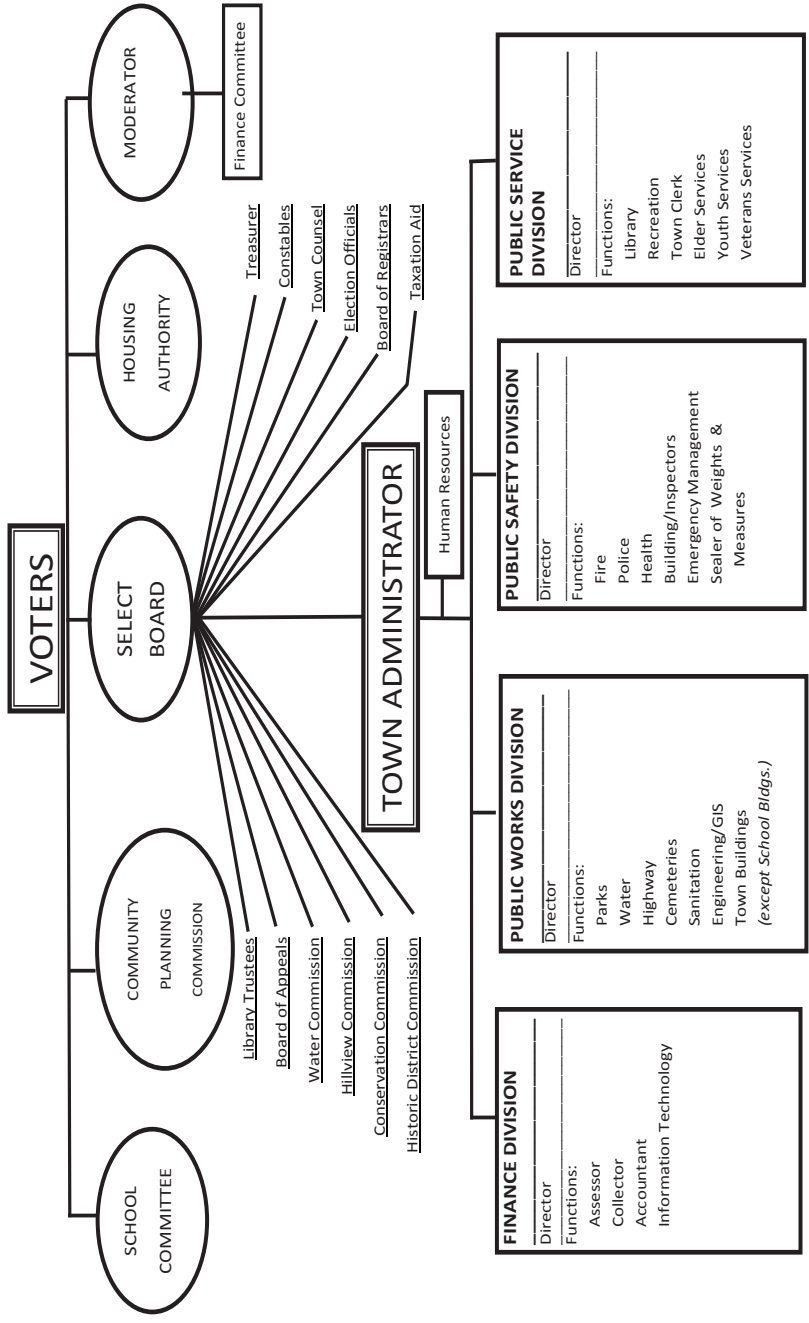 VOTERS
SCHOOL
COMMITTEE
COMMUNITY
PLANNING
COMMISSION
SELECT
BOARD
HOUSING
AUTHORITY
MODERATOR
Finance Committee
Library Trustees
Board of Appeals
Water Commission
Hillview Commission
Conservation Commission
Historic District Commission
Treasurer
Constables
Town Counsel
Election Officials
Board of Registrars
Taxation Aid
TOWN ADMINISTRATOR
Human Resources
FINANCE DIVISION
Director
Functions:
Assessor
Collector
Accountant
Information Technology
PUBLIC WORKS DIVISION
Director
Functions:
Parks
Water
Highway
Cemeteries
Sanitation
Engineering/GIS
Town Buildings
(except School Bldgs.)
PUBLIC SAFETY DIVISION
Director
Functions:
Fire
Police
Health
Building/Inspectors
Emergency Management
Sealer of Weights &
Measures
PUBLIC SERVICE
DIVISION
Director
Functions:
Library
Recreation
Town Clerk
Elder Services
Youth Services
Veterans Services